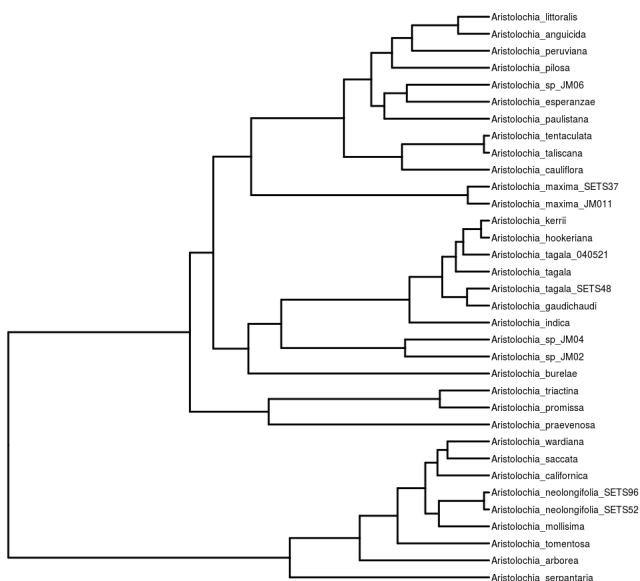 Aristolochia_littoralis
Aristolochia_anguicida
Aristolochia_peruviana
Aristolochia_pilosa
Aristolochia_sp_JM06
Aristolochia_esperanzae
Aristolochia_paulistana
Aristolochia_tentaculata
Aristolochia_taliscana
Aristolochia_cauliflora
Aristolochia_maxima_SETS37
Aristolochia_maxima_JM011
Aristolochia_kerrii
Aristolochia_hookeriana
Aristolochia_tagala_040521
Aristolochia_tagala
Aristolochia_tagala_SETS48
Aristolochia_gaudichaudi
Aristolochia_indica
Aristolochia_sp_JM04
Aristolochia_sp_JM02
Aristolochia_burelae
Aristolochia_triactina
Aristolochia_promissa
Aristolochia_praevenosa
Aristolochia_wardiana
Aristolochia_saccata
Aristolochia_californica
Aristolochia_neolongifolia_SETS96
Aristolochia_neolongifolia_SETS52
Aristolochia_mollisima
Aristolochia_tomentosa
Aristolochia_arborea
Aristolochia_serpantaria